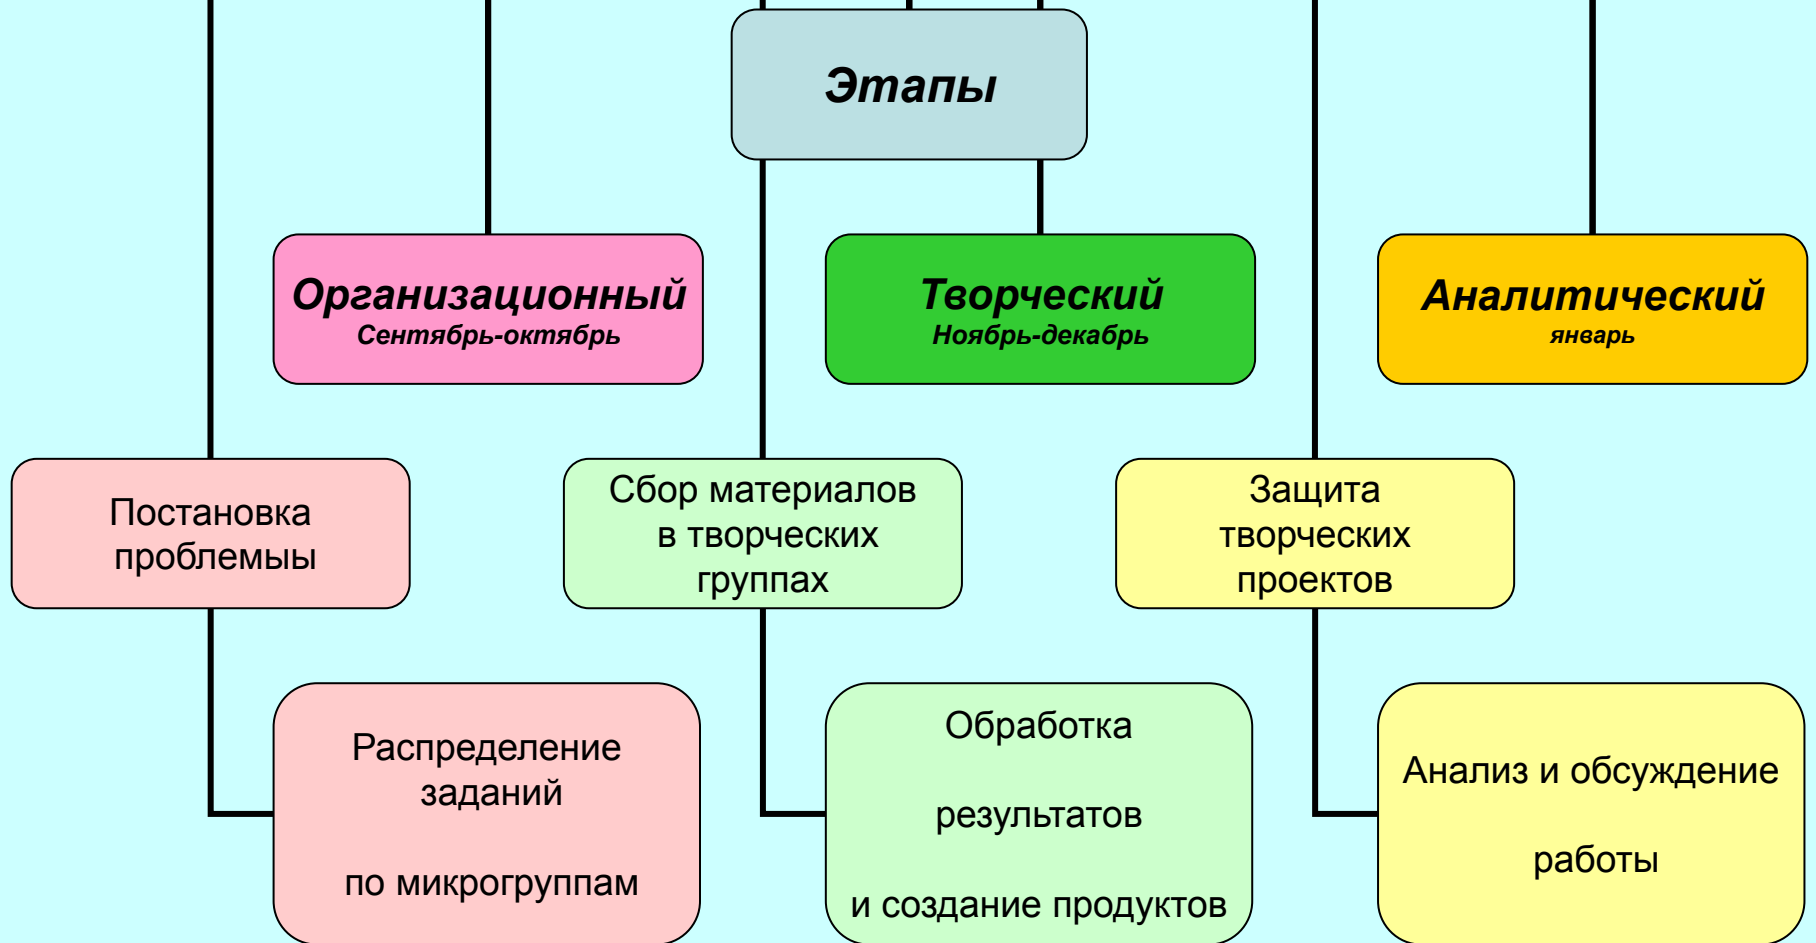 Этапы
Организационный
Сентябрь-октябрь
Творческий
Ноябрь-декабрь
Аналитический
январь
Постановка
проблемыы
Сбор материалов
в творческих
группах
Защита
творческих
проектов
Распределение
заданий
по микрогруппам
Обработка
результатов
и создание продуктов
Анализ и обсуждение
работы